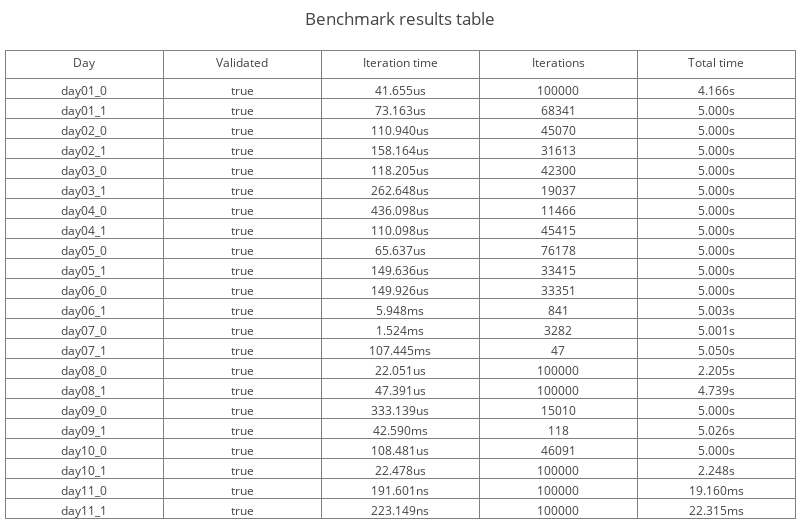 Benchmark results table
Day Validated Iteration time Iterations Total time
day01_0 true 41.655us 100000 4.166s
day01_1 true 73.163us 68341 5.000s
day02_0 true 110.940us 45070 5.000s
day02_1 true 158.164us 31613 5.000s
day03_0 true 118.205us 42300 5.000s
day03_1 true 262.648us 19037 5.000s
day04_0 true 436.098us 11466 5.000s
day04_1 true 110.098us 45415 5.000s
day05_0 true 65.637us 76178 5.000s
day05_1 true 149.636us 33415 5.000s
day06_0 true 149.926us 33351 5.000s
day06_1 true 5.948ms 841 5.003s
day07_0 true 1.524ms 3282 5.001s
day07_1 true 107.445ms 47 5.050s
day08_0 true 22.051us 100000 2.205s
day08_1 true 47.391us 100000 4.739s
day09_0 true 333.139us 15010 5.000s
day09_1 true 42.590ms 118 5.026s
day10_0 true 108.481us 46091 5.000s
day10_1 true 22.478us 100000 2.248s
day11_0 true 191.601ns 100000 19.160ms
day11_1 true 223.149ns 100000 22.315ms